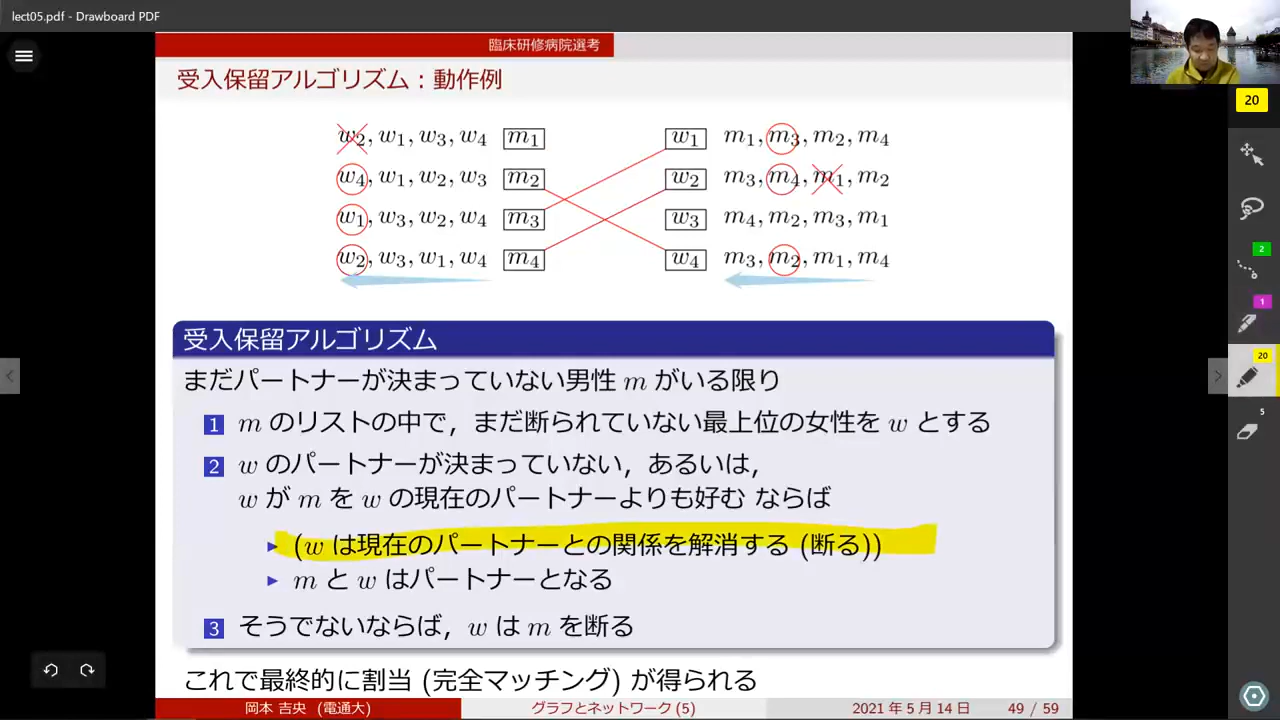 lect05.pdf - Drawboard PDF
臨床研修病院選考
受入保留アルゴリズム：動作例
20
w2, w1, w3, w4 m1 w1 m1, m3, m2, m4
w4, w1, w2, w3 m2 w2 m3, m4, m1, m2
w1, w3, w2, w4 m3 w3 m4, m2, m3, m1
w2, w3, w1, w4 m4 w4 m3, m2, m1, m4
2
1
20
5
受入保留アルゴリズム
まだパートナーが決まっていない男性 m がいる限り
1 m のリストの中で，まだ断られていない最上位の女性を w とする
2 w のパートナーが決まっていない，あるいは，
w が m を w の現在のパートナーよりも好む ならば
▶ (w は現在のパートナーとの関係を解消する (断る))
▶ m と w はパートナーとなる
3 そうでないならば，w は m を断る
これで最終的に割当 (完全マッチング) が得られる
岡本 吉央 (電通大) グラフとネットワーク (5) 2021 年 5 月 14 日 49 / 59